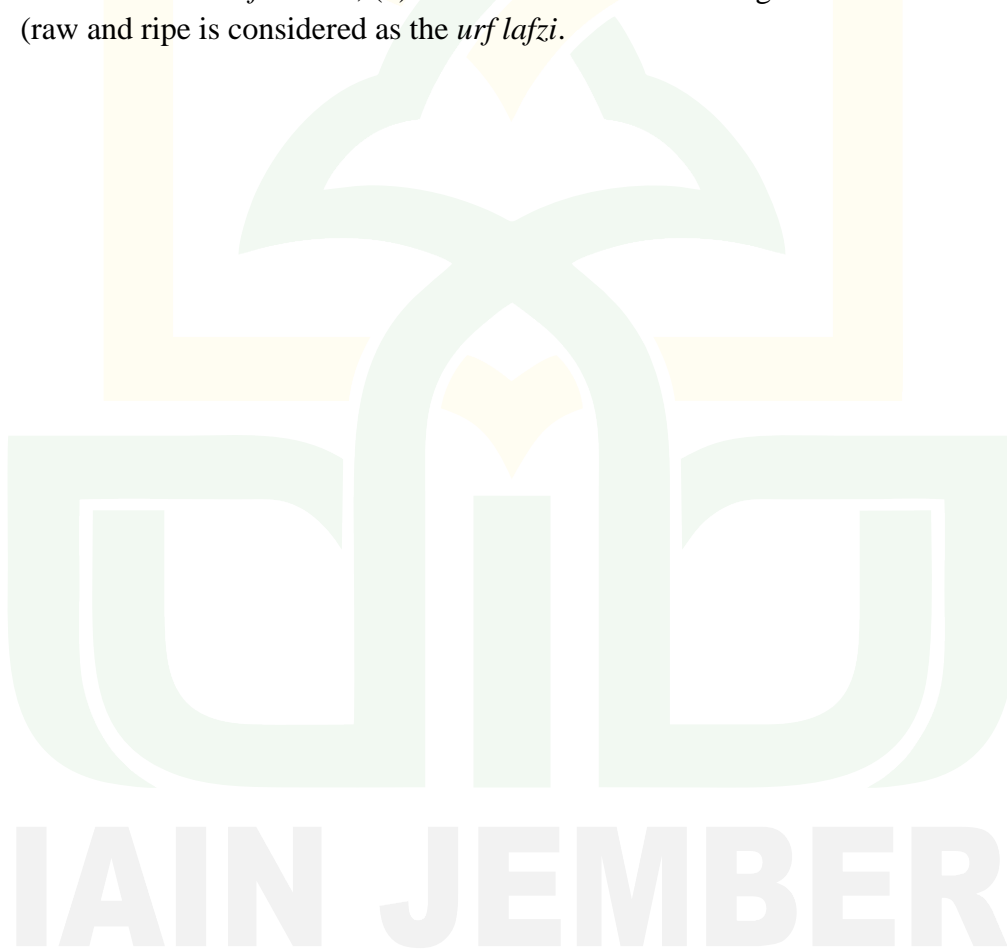 (raw and ripe is considered as the urf lafzi.
IAIN JEMBER